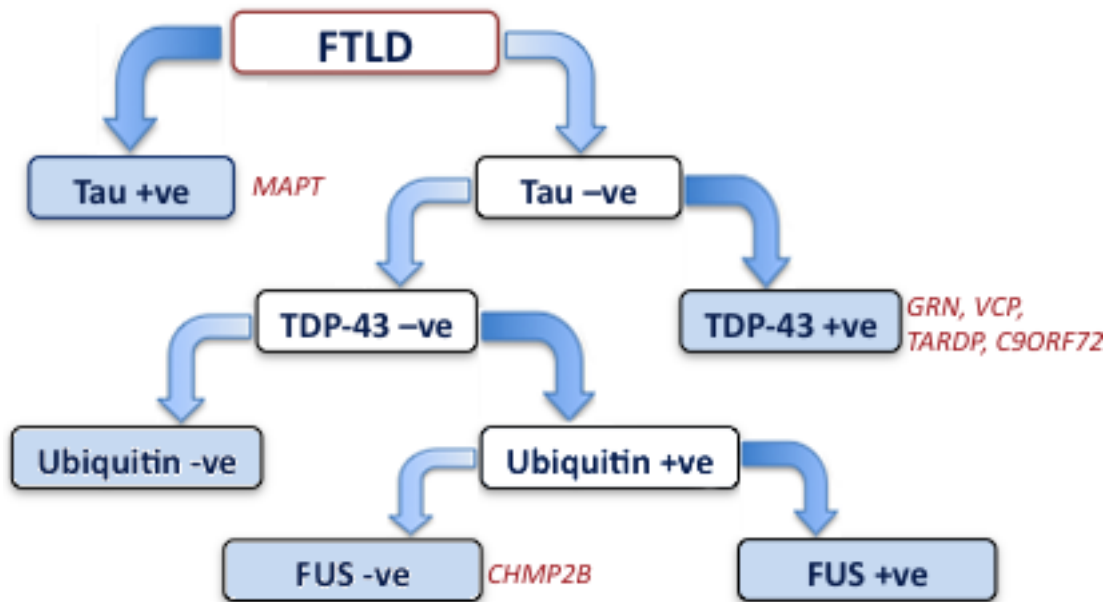 FTLD
Tau +ve
MAPT
Tau –ve
TDP-43 –ve
TDP-43 +ve
GRN, VCP,
TARDP, C9ORF72
Ubiquitin -ve
Ubiquitin +ve
FUS -ve
CHMP2B
FUS +ve